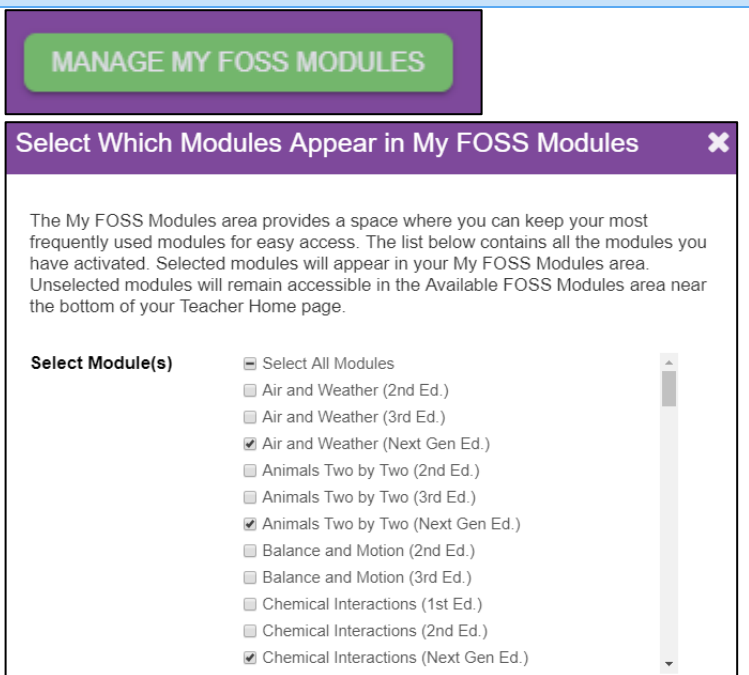 MANAGE MY FOSS MODULES
Select Which Modules Appear in My FOSS Modules
The My FOSS Modules area provides a space where you can keep your most
frequently used modules for easy access. The list below contains all the modules you
have activated. Selected modules will appear in your My FOSS Modules area.
Unselected modules will remain accessible in the Available FOSS Modules area near
the bottom of your Teacher Home page.
Select Module(s)
Select All Modules
Air and Weather (2nd Ed.)
Air and Weather (3rd Ed.)
Air and Weather (Next Gen Ed.)
Animals Two by Two (2nd Ed.)
Animals Two by Two (3rd Ed.)
Animals Two by Two (Next Gen Ed.)
Balance and Motion (2nd Ed.)
Balance and Motion (3rd Ed.)
Chemical Interactions (1st Ed.)
Chemical Interactions (2nd Ed.)
Chemical Interactions (Next Gen Ed.)